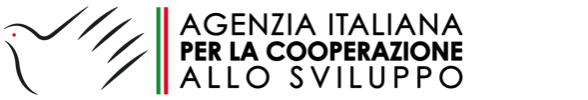 AGENZIA ITALIANA
PER LA COOPERAZIONE
ALLO SVILUPPO